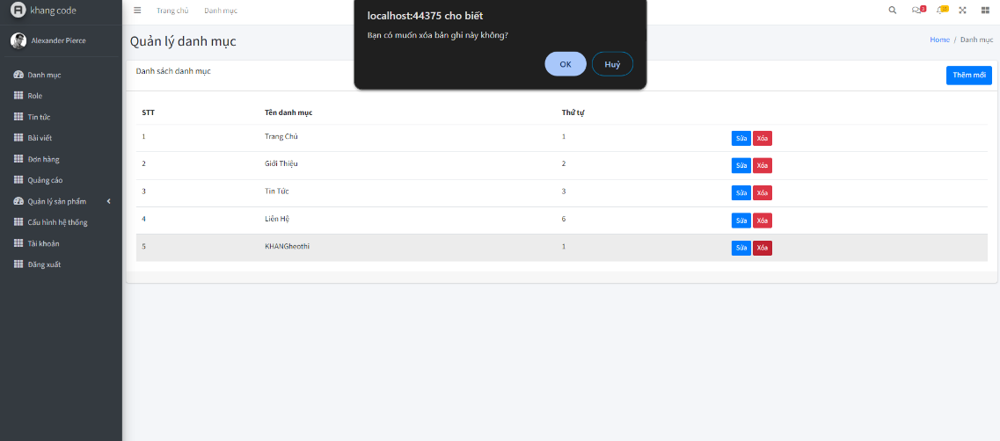 khang code
Alexander Pierce
Danh mục
Role
Tin tức
Bài viết
Đơn hàng
Quảng cáo
Quản lý sản phẩm
Cấu hình hệ thống
Tài khoản
Đăng xuất
Trang chủ Danh mục
localhost:44375 cho biết
Bạn có muốn xóa bản ghi này không?
OK Huỷ
3
15
Quản lý danh mục
Home / Danh mục
Danh sách danh mục
Thêm mới
STT Tên danh mục Thứ tự
1 Trang Chủ 1 Sửa Xóa
2 Giới Thiệu 2 Sửa Xóa
3 Tin Tức 3 Sửa Xóa
4 Liên Hệ 6 Sửa Xóa
5 KHANGheothi 1 Sửa Xóa